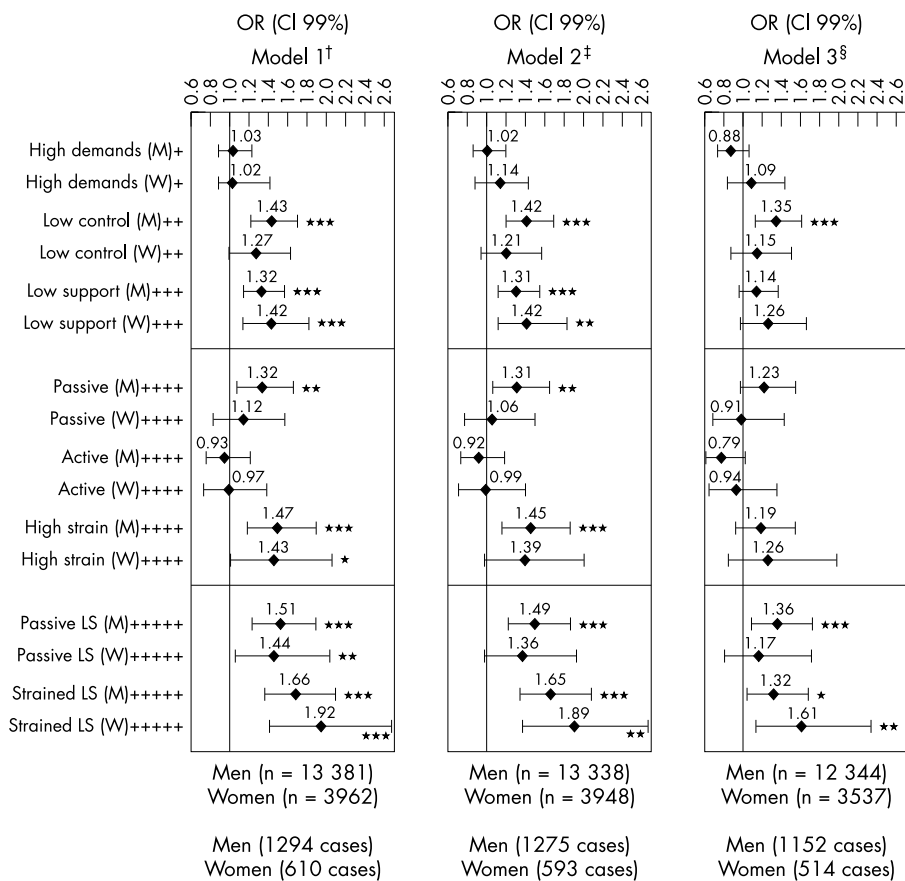 OR (CI 99%) OR (CI 99%) OR (CI 99%)
Model 1† Model 2‡ Model 3§
0.6 0.8 1.0 1.2 1.4 1.6 1.8 2.0 2.2 2.4 2.6 0.6 0.8 1.0 1.2 1.4 1.6 1.8 2.0 2.2 2.4 2.6 0.6 0.8 1.0 1.2 1.4 1.6 1.8 2.0 2.2 2.4 2.6
High demands (M)+ 1.03 1.02 0.88
High demands (W)+ 1.02 1.14 1.09
Low control (M)++ 1.43 ★★★ 1.42 ★★★ 1.35 ★★★
Low control (W)++ 1.27 1.21 1.15
Low support (M)+++ 1.32 ★★★ 1.31 ★★★ 1.14
Low support (W)+++ 1.42 ★★★ 1.42 ★★ 1.26
Passive (M)++++ 1.32 ★★ 1.31 ★★ 1.23
Passive (W)++++ 1.12 1.06 0.91
Active (M)++++ 0.93 0.92 0.79
Active (W)++++ 0.97 0.99 0.94
High strain (M)++++ 1.47 ★★★ 1.45 ★★★ 1.19
High strain (W)++++ 1.43 ★ 1.39 1.26
Passive LS (M)+++++ 1.51 ★★★ 1.49 ★★★ 1.36 ★★★
Passive LS (W)+++++ 1.44 ★★ 1.36 1.17
Strained LS (M)+++++ 1.66 ★★★ 1.65 ★★★ 1.32 ★
Strained LS (W)+++++ 1.92 ★★★ 1.89 ★★ 1.61 ★★
Men (n = 13 381) Men (n = 13 338) Men (n = 12 344)
Women (n = 3962) Women (n = 3948) Women (n = 3537)
Men (1294 cases) Men (1275 cases) Men (1152 cases)
Women (610 cases) Women (593 cases) Women (514 cases)